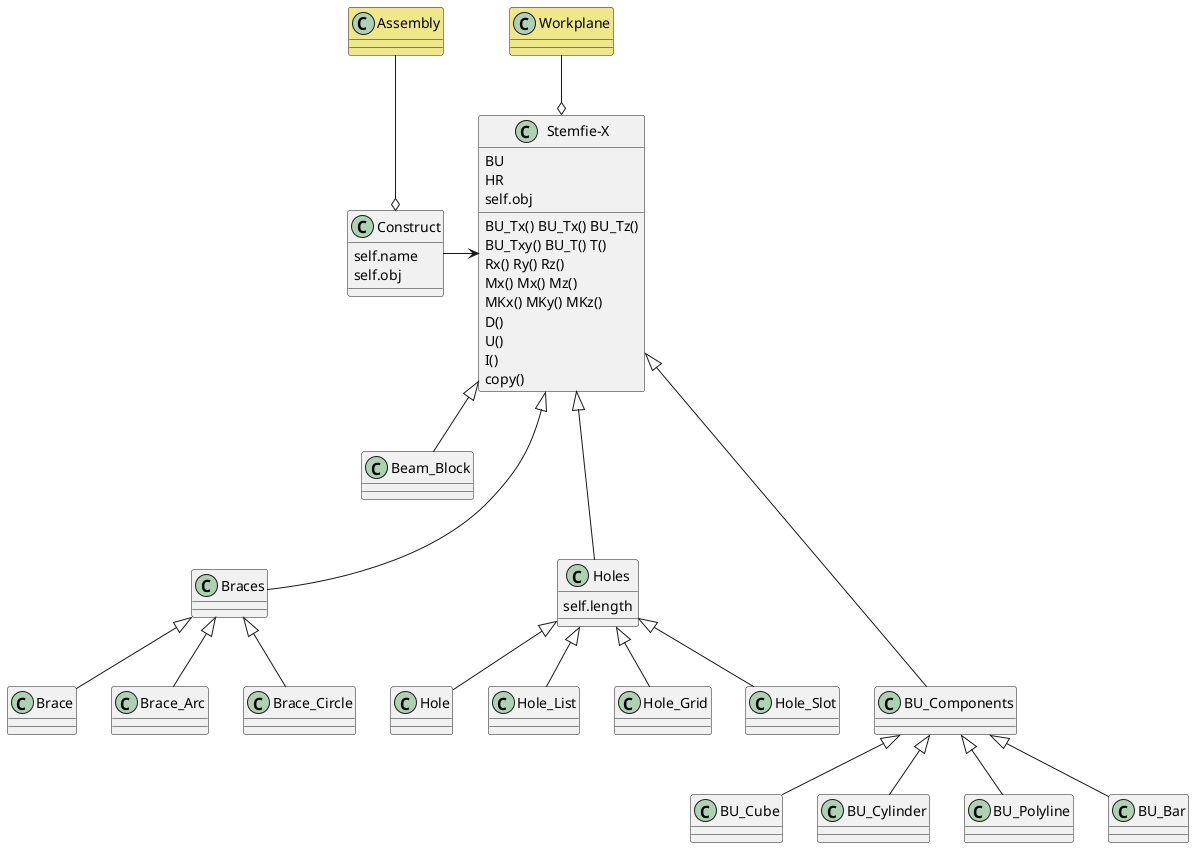 C Assembly
C Workplane
C Stemfie-X
BU
HR
self.obj
BU_Tx() BU_Tx() BU_Tz()
BU_Txy() BU_T() T()
Rx() Ry() Rz()
Mx() Mx() Mz()
MKx() MKy() MKz()
D()
U()
I()
copy()
C Construct
self.name
self.obj
C Beam_Block
C Braces
C Holes
self.length
C Brace
C Brace_Arc
C Brace_Circle
C Hole
C Hole_List
C Hole_Grid
C Hole_Slot
C BU_Components
C BU_Cube
C BU_Cylinder
C BU_Polyline
C BU_Bar